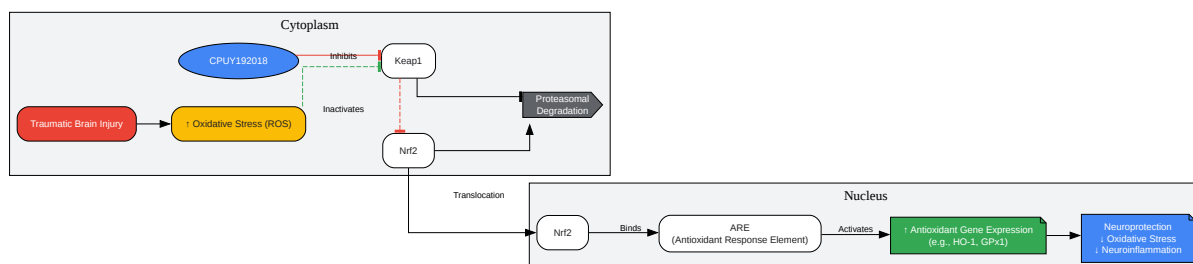 Cytoplasm
CPUY192018
Inhibits
Keap1
Traumatic Brain Injury
↑ Oxidative Stress (ROS)
Inactivates
Proteasomal
Degradation
Nrf2
Translocation
Nucleus
Nrf2
Binds
ARE
(Antioxidant Response Element)
Activates
↑ Antioxidant Gene Expression
(e.g., HO-1, GPx1)
Neuroprotection
↓ Oxidative Stress
↓ Neuroinflammation